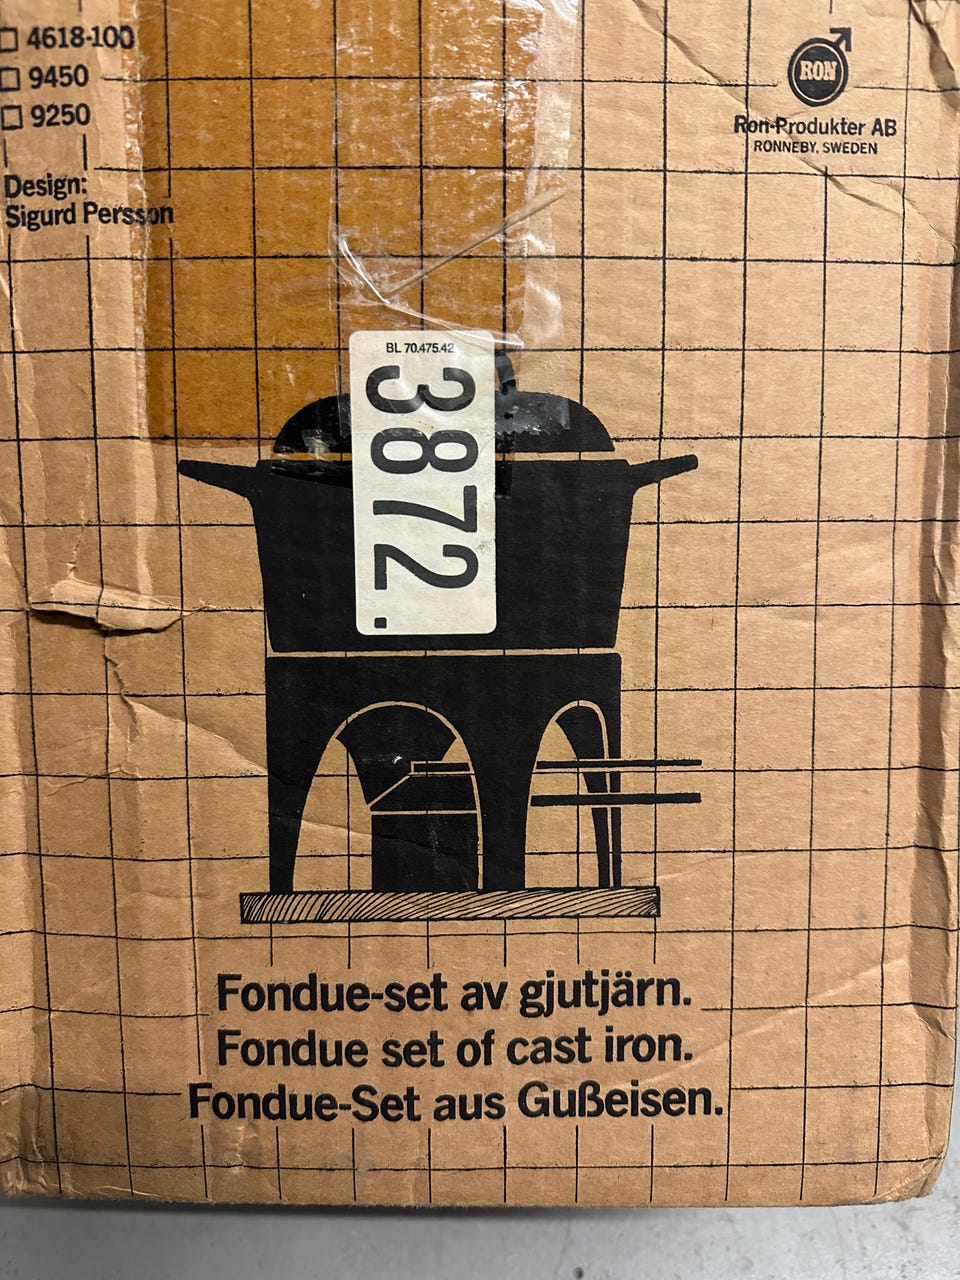 ☐ 4618-100
☐ 9450
☐ 9250
Design:
Sigurd Persson
RON
Ron-Produkter AB
RONNEBY, SWEDEN
BL 70.475.42
3872.
Fondue-set av gjutjärn.
Fondue set of cast iron.
Fondue-Set aus Gußeisen.